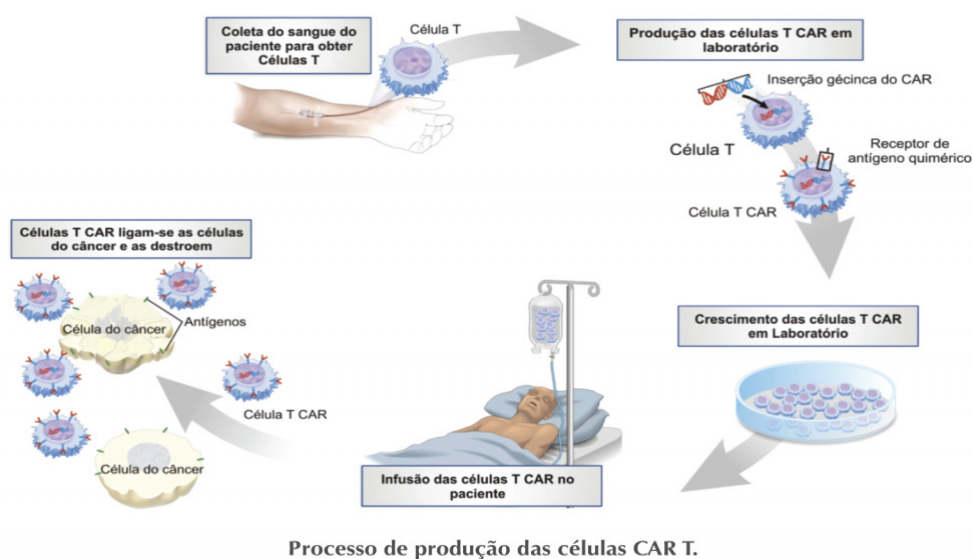 Coleta do sangue do
paciente para obter
Células T
Célula T
Produção das células T CAR em
laboratório
Inserção gécinca do CAR
Célula T
Receptor de
antígeno quimérico
Célula T CAR
Crescimento das células T CAR
em Laboratório
Infusão das células T CAR no
paciente
Células T CAR ligam-se as células
do câncer e as destroem
Célula do câncer
Antígenos
Célula T CAR
Célula do câncer
Processo de produção das células CAR T.